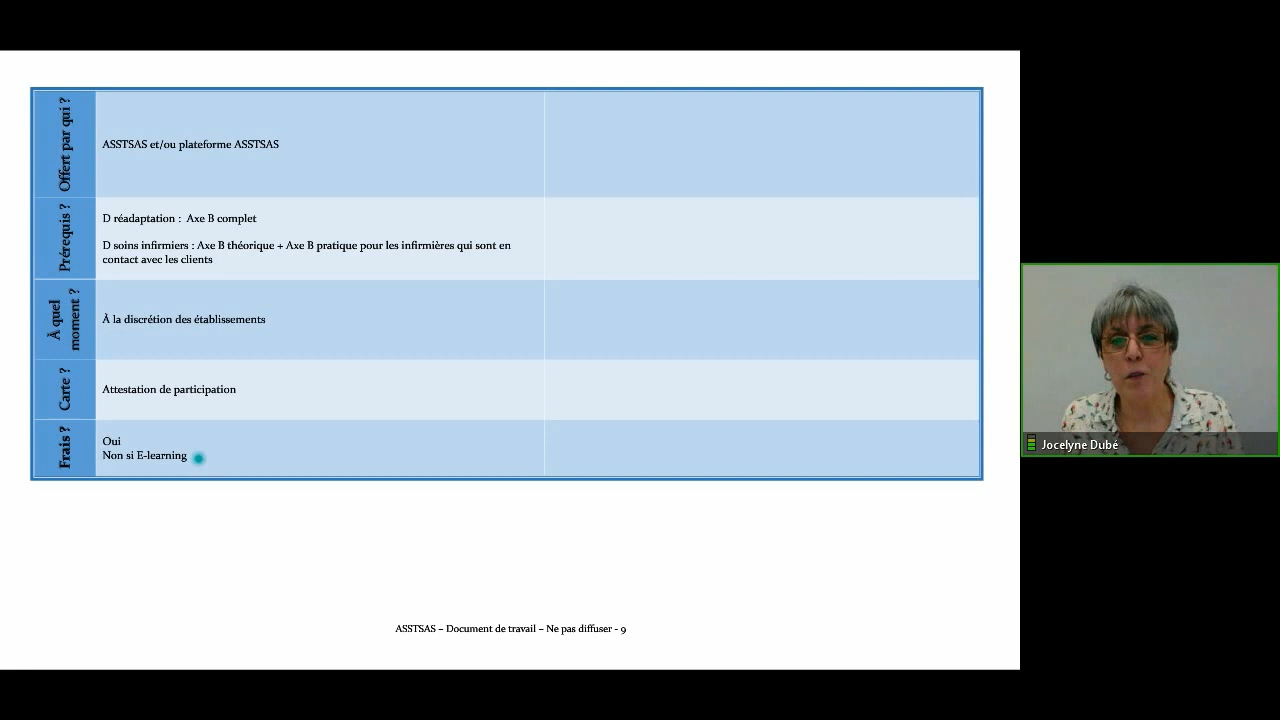 Offert par qui ?
ASSTSAS et/ou plateforme ASSTSAS
Prérequis ?
D réadaptation : Axe B complet
D soins infirmiers : Axe B théorique + Axe B pratique pour les infirmières qui sont en
contact avec les clients
À quel
moment ?
À la discrétion des établissements
Carte ?
Attestation de participation
Frais ?
Oui
Non si E-learning
Jocelyne Dubé
ASSTSAS – Document de travail – Ne pas diffuser - 9